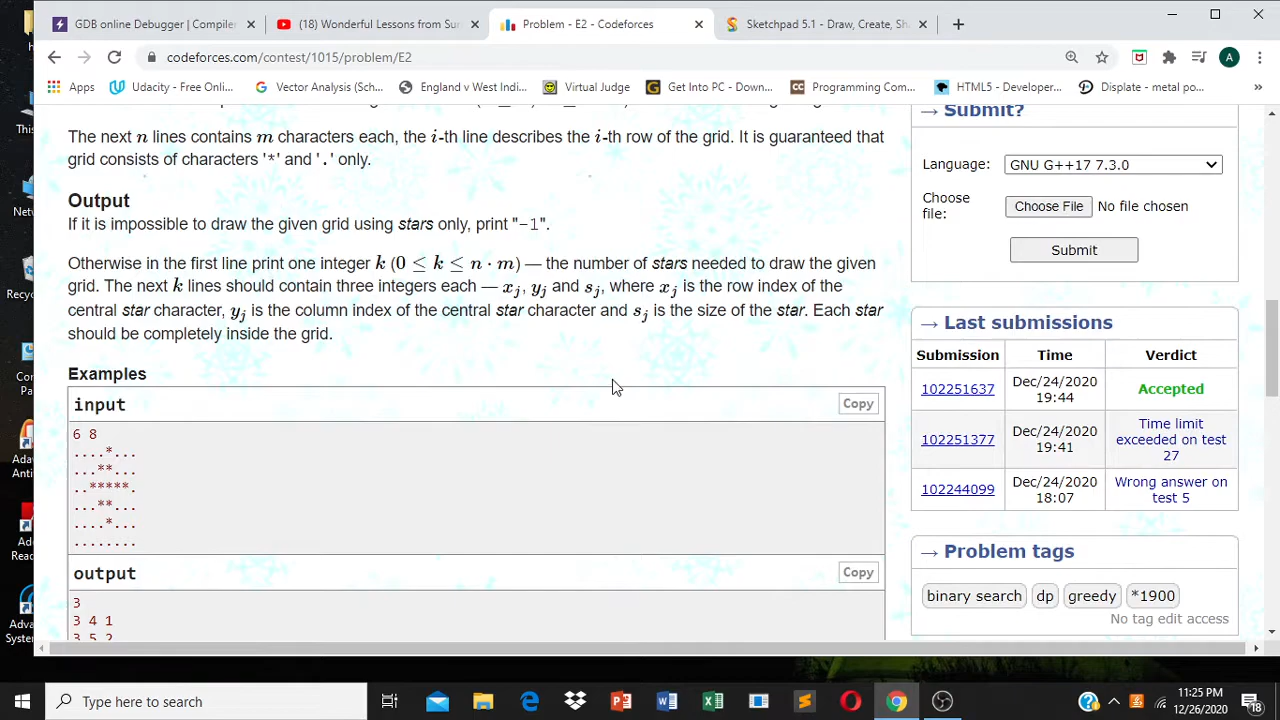 GDB online Debugger | Compiler
(18) Wonderful Lessons from Sur
Problem - E2 - Codeforces
Sketchpad 5.1 - Draw, Create, Sh
codeforces.com/contest/1015/problem/E2
A
Apps
Udacity - Free Onli...
Vector Analysis (Sch...
England v West Indi...
Virtual Judge
Get Into PC - Down...
Programming Com...
HTML5 - Developer...
Displate - metal po...
»
The next n lines contains m characters each, the i-th line describes the i-th row of the grid. It is guaranteed that
grid consists of characters '*' and '.' only.
Output
If it is impossible to draw the given grid using stars only, print "-1".
Otherwise in the first line print one integer k (0 ≤ k ≤ n · m) — the number of stars needed to draw the given
grid. The next k lines should contain three integers each — xj, yj and sj, where xj is the row index of the
central star character, yj is the column index of the central star character and sj is the size of the star. Each star
should be completely inside the grid.
Examples
input
Copy
6 8
....*...
...**...
..*****.
...**...
....*...
........
output
Copy
3
3 4 1
3 5 2
→ Submit?
Language:
GNU G++17 7.3.0
Choose
file:
Choose File No file chosen
Submit
→ Last submissions
Submission Time Verdict
102251637 Dec/24/2020 19:44 Accepted
102251377 Dec/24/2020 19:41 Time limit exceeded on test 27
102244099 Dec/24/2020 18:07 Wrong answer on test 5
→ Problem tags
binary search dp greedy *1900
No tag edit access
Type here to search
11:25 PM
12/26/2020
18